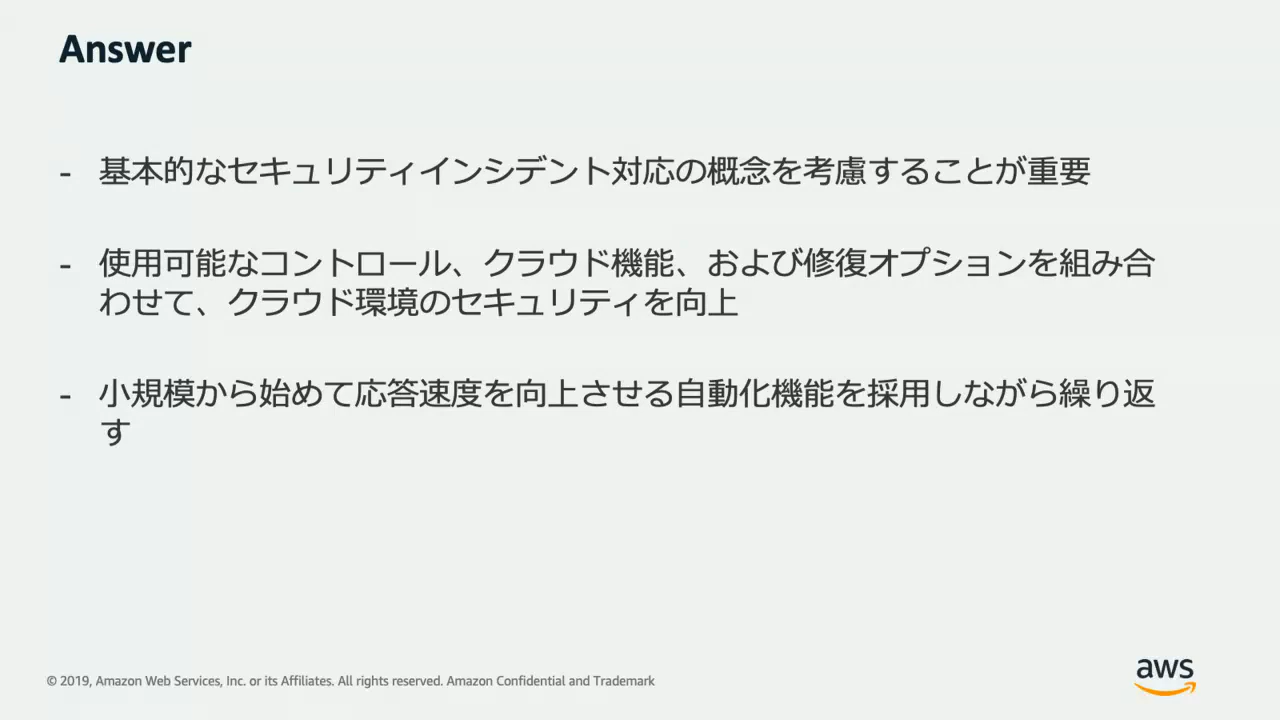 Answer
- 基本的なセキュリティインシデント対応の概念を考慮することが重要
- 使用可能なコントロール、クラウド機能、および修復オプションを組み合
わせて、クラウド環境のセキュリティを向上
- 小規模から始めて応答速度を向上させる自動化機能を採用しながら繰り返
す
© 2019, Amazon Web Services, Inc. or its Affiliates. All rights reserved. Amazon Confidential and Trademark
aws